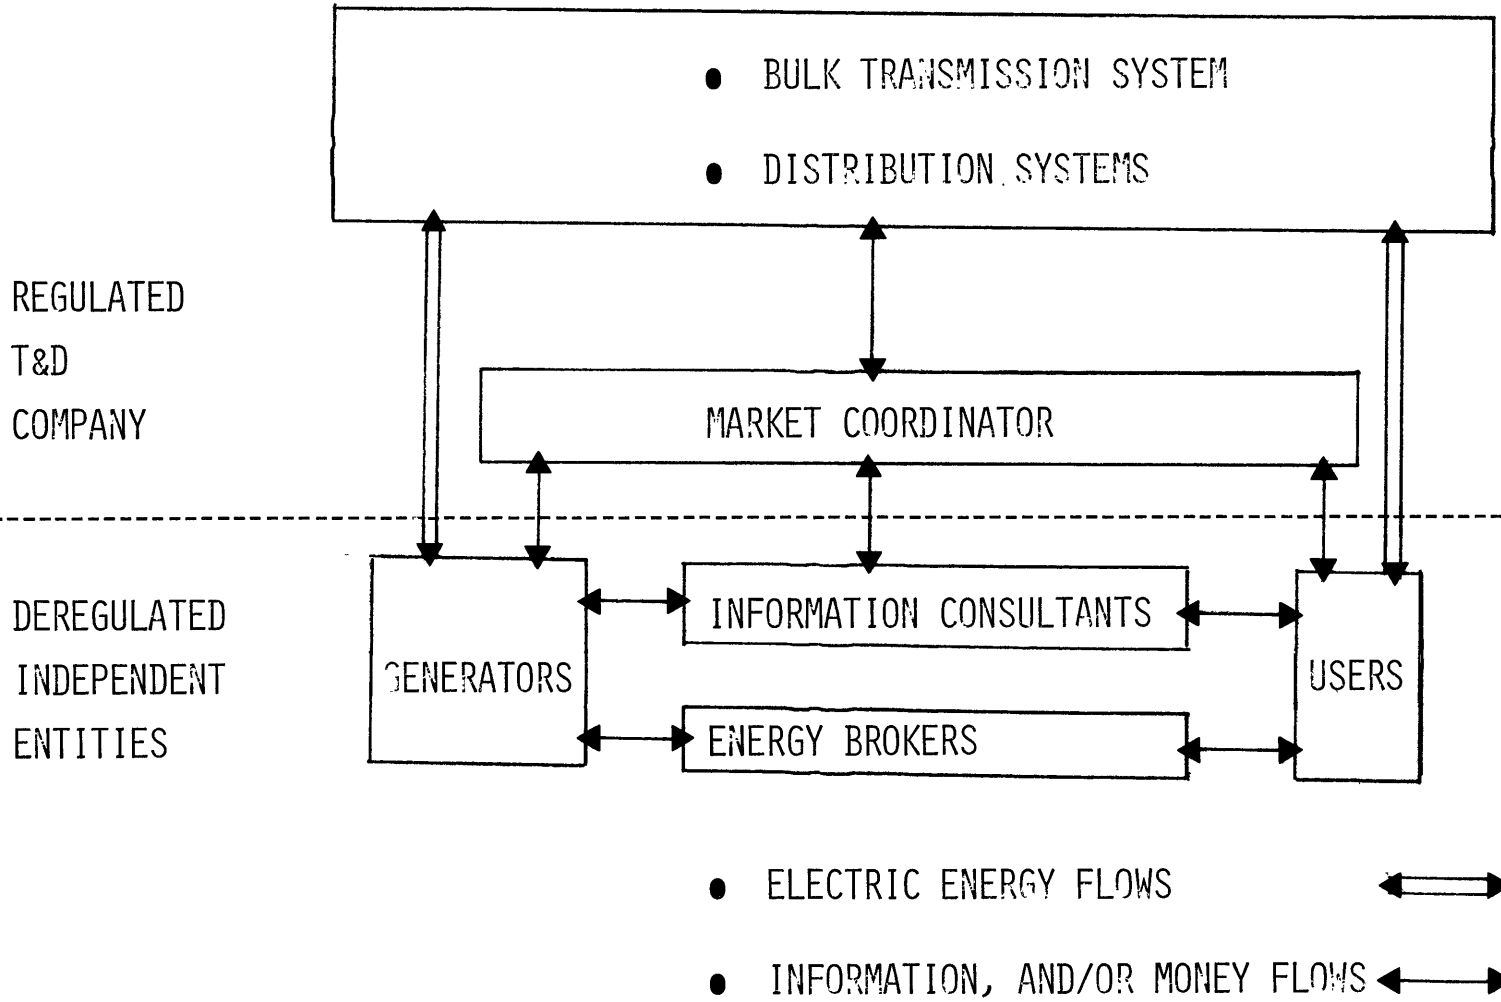 • BULK TRANSMISSION SYSTEM
• DISTRIBUTION SYSTEMS
REGULATED
T&D
COMPANY
MARKET COORDINATOR
DEREGULATED
INDEPENDENT
ENTITIES
GENERATORS
INFORMATION CONSULTANTS
ENERGY BROKERS
USERS
• ELECTRIC ENERGY FLOWS
• INFORMATION, AND/OR MONEY FLOWS